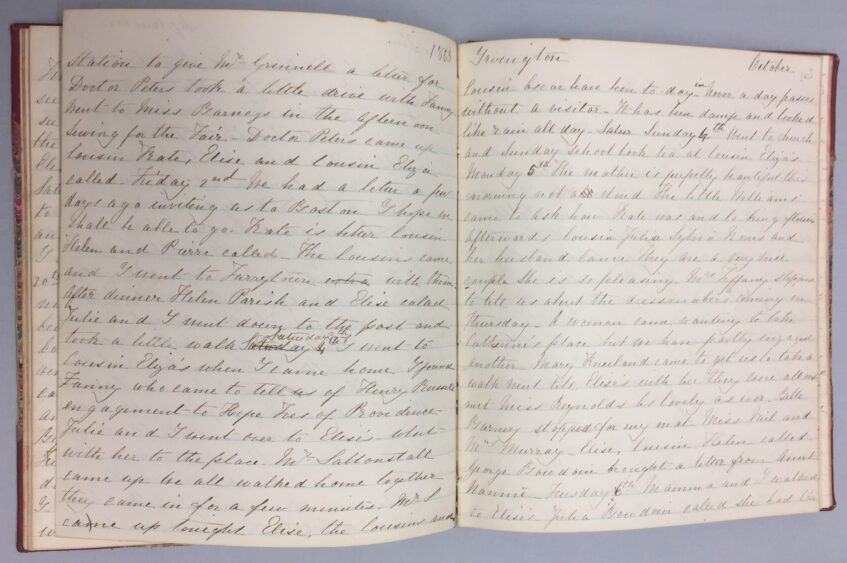 1863
station to give Mr Grinnell a letter for
Doctor Peters took a little drive with Fanny
went to Miss Barneys in the afternoon
Sewing for the Fair - Doctor Peters came up
Cousin Kate, Elise and cousin Eliza
called - Friday 2nd We had a letter a few
days ago inviting us to Boston I hope we
shall be able to go. Kate is better Cousin
Helen and Pierre called - The Cousins came
and I went to Tarrytown with them
after dinner Helen Parish and Elise called
Julie and I went down to the post and
took a little walk Saturday I went to
Cousin Eliza's when I came home I found
Fanny who came to tell us of Henry Russell
engagement to Hope Ives of Providence
Julie and I went over to Elise's - went
with her to the place - Mr Saltonstall
came up we all walked home together
they came in for a few minutes Mr S
came up tonight Elise, the Cousins and
Irvington October
Cousin Oscar have been to day in Never a day passes
without a visitor - It has been damp and looked
like rain all day - Sunday 4th Went to church
and Sunday School took tea at Cousin Eliza's
Monday 5th The weather is perfectly beautiful this
morning not a cloud The little Williams
came to ask how Kate was and to bring flowers
afterwards Cousin Julia Sylvia and
her husband came they are a very nice
couple She is so pleasing - Mrs Tiffany stopped
to tell us about the dressmakers coming on
Thursday - A woman came wanting to take
Catherine's place but we have partly engaged
another Mary came to get us to take a
walk went to Elise's with her they were all out
met Miss Reynolds as lovely as ever Belle
Barney stopped for my mat Miss and
Mrs Murray - Elise, Cousin Helen called
George Bowdoin brought a letter from Aunt
Nannie - Tuesday 6th Mamma and I walked
to Elise's Julia Bowdoin called she had